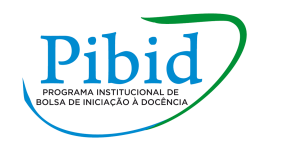 Pibid
PROGRAMA INSTITUCIONAL DE
BOLSA DE INICIAÇÃO À DOCÊNCIA